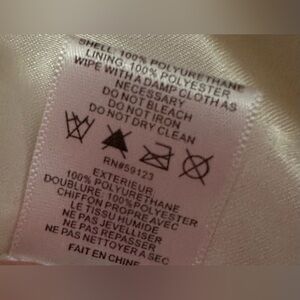 SHELL: 100% POLYURETHANE
LINING: 100% POLYESTER
WIPE WITH A DAMP CLOTH AS
NECESSARY
DO NOT BLEACH
DO NOT IRON
DO NOT DRY CLEAN
RN#59123
EXTERIEUR:
100% POLYURETHANE
DOUBLURE: 100% POLYESTER
CHIFFON PROPRE AVEC
LE TISSU HUMIDE
NE PAS JEVELLISER
NE PAS REPASSER
NE PAS NETTOYER A SEC
FAIT EN CHINE